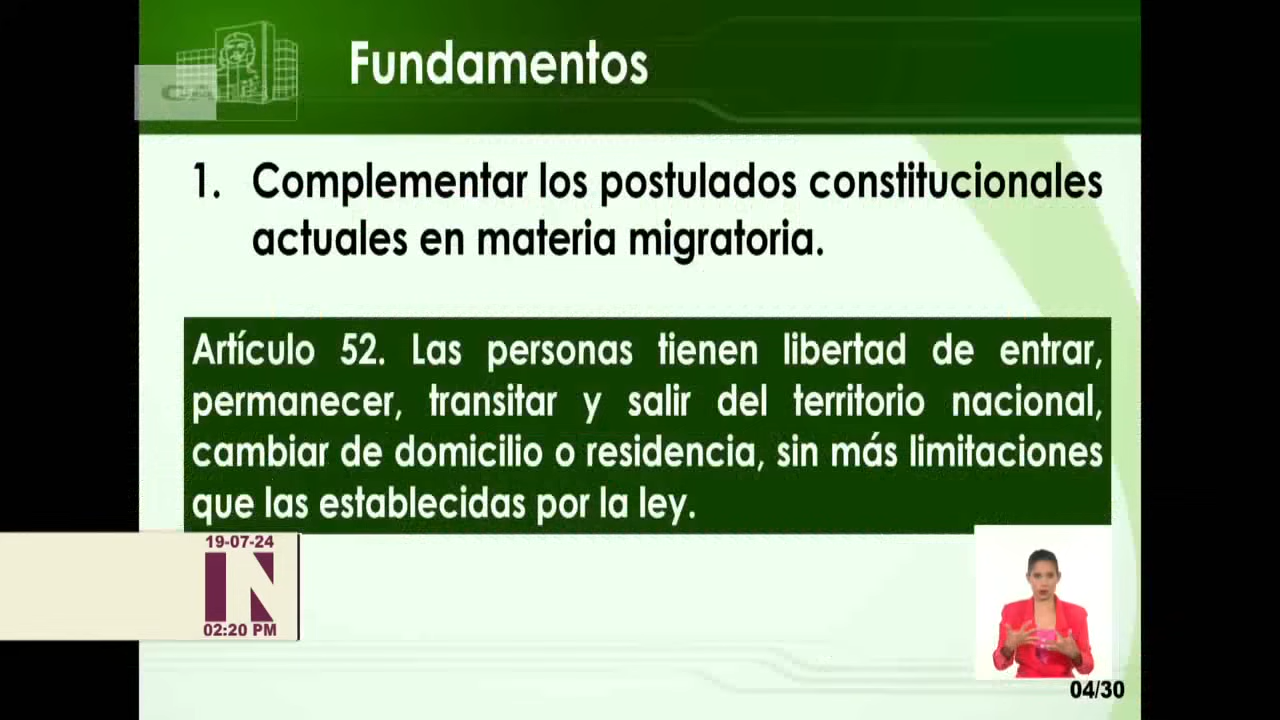 Fundamentos
1. Complementar los postulados constitucionales
actuales en materia migratoria.
Artículo 52. Las personas tienen libertad de entrar,
permanecer, transitar y salir del territorio nacional,
cambiar de domicilio o residencia, sin más limitaciones
que las establecidas por la ley.
19-07-24
IN
02:20 PM
04/30